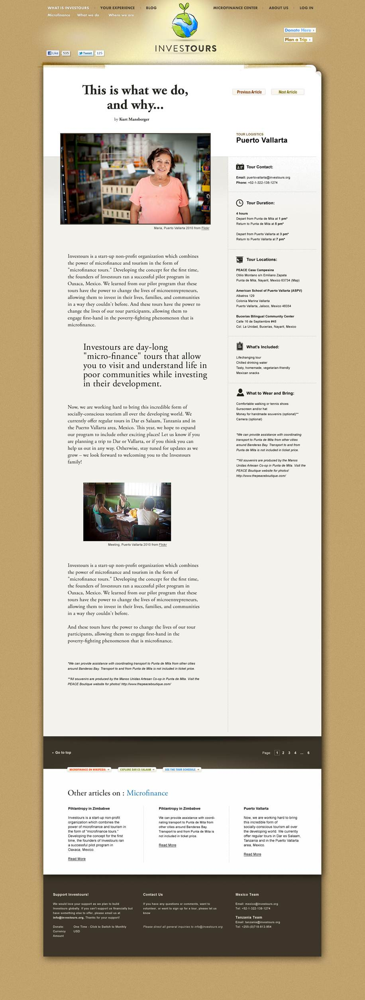 WHAT IS INVESTOURS
YOUR EXPERIENCE
BLOG
MICROFINANCE CENTER
ABOUT US
LOG IN
Microfinance
What we do
Where we are
Donate Here
Plan a Trip
INVESTOURS
Like
535
Tweet
125
This is what we do,
and why...
by Kurt Mansberger
Previous Article
Next Article
Maria, Puerto Vallarta 2010 from Flickr
Investours is a start-up non-profit organization which combines
the power of microfinance and tourism in the form of
"microfinance tours." Developing the concept for the first time,
the founders of Investours ran a successful pilot program in
Oaxaca, Mexico. We learned from our pilot program that these
tours have the power to change the lives of microentrepreneurs,
allowing them to invest in their lives, families, and communities
in a way they couldn't before. And these tours have the power to
change the lives of our tour participants, allowing them to
engage first-hand in the poverty-fighting phenomenon that is
microfinance.
Investours are day-long
"micro-finance" tours that allow
you to visit and understand life in
poor communities while investing
in their development.
Now, we are working hard to bring this incredible form of
socially-conscious tourism all over the developing world. We
currently offer regular tours in Dar es Salaam, Tanzania and in
the Puerto Vallarta area, Mexico. This year, we hope to expand
our program to include other exciting places! Let us know if you
are planning a trip to Dar or Vallarta, or if you think you can
help us out in any way. Otherwise, stay tuned for updates as we
grow – we look forward to welcoming you to the Investours
family!
Meeting, Puerto Vallarta 2010 from Flickr
Investours is a start-up non-profit organization which combines
the power of microfinance and tourism in the form of
"microfinance tours." Developing the concept for the first time,
the founders of Investours ran a successful pilot program in
Oaxaca, Mexico. We learned from our pilot program that these
tours have the power to change the lives of microentrepreneurs,
allowing them to invest in their lives, families, and communities
in a way they couldn't before.
And these tours have the power to change the lives of our tour
participants, allowing them to engage first-hand in the
poverty-fighting phenomenon that is microfinance.
*We can provide assistance with coordinating transport to Punta de Mita from other cities
around Banderas Bay. Transport to and from Punta de Mita is not included in ticket price.
**All souvenirs are produced by the Manos Unidas Artesan Co-op in Punta de Mita. Visit the
PEACE Boutique website for photos! http://www.thepeaceboutique.com/
TOUR LOGISTICS
Puerto Vallarta
Tour Contact:
Email: puertovallarta@investours.org
Phone: +52-1-322-138-1274
Tour Duration:
4 hours
Depart from Punta de Mita at 1 pm*
Return to Punta de Mita at 5 pm*
Depart from Puerto Vallarta at 3 pm*
Return to Puerto Vallarta at 7 pm*
Tour Locations:
PEACE Casa Campesina
Otilio Montano s/n Emiliano Zapata
Punta de Mita, Nayarit, Mexico 63734 (Map)
American School of Puerto Vallarta (ASPV)
Albatros 129
Colonia Marina Vallarta
Puerto Vallarta, Jalisco, Mexico 48354
Bucerias Bilingual Community Center
Calle 16 de Septiembre #48
Col. La Unidad, Bucerias, Nayarit, Mexico
What's Included:
Lifechanging tour
Chilled drinking water
Tasty, homemade, vegetarian-friendly
Mexican snacks
What to Wear and Bring:
Comfortable walking or tennis shoes
Sunscreen and/or hat
Money for handmade souvenirs (optional)**
Camera (optional)
*We can provide assistance with coordinating
transport to Punta de Mita from other cities
around Banderas Bay. Transport to and from
Punta de Mita is not included in ticket price.
**All souvenirs are produced by the Manos
Unidas Artesan Co-op in Punta de Mita. Visit the
PEACE Boutique website for photos!
http://www.thepeaceboutique.com/
Go to top
Page: 1 2 3 4 ... 6
MICROFINANCE ON WIKIPEDIA
EXPLORE DAR ES SALAAM
SEE THE TOUR SCHEDULE
Other articles on : Microfinance
Pihlantropy in Zimbabwe
Investours is a start-up non-profit
organization which combines the
power of microfinance and tourism in
the form of "microfinance tours."
Developing the concept for the first
time, the founders of Investours ran
a successful pilot program in
Oaxaca, Mexico.
Read More
Pihlantropy in Zimbabwe
We can provide assistance with coordi-
nating transport to Punta de Mita from
other cities around Banderas Bay.
Transport to and from Punta de Mita is
not included in ticket price.
Read More
Puerto Vallarta
Now, we are working hard to bring
this incredible form of
socially-conscious tourism all over
the developing world. We currently
offer regular tours in Dar es Salaam,
Tanzania and in the Puerto Vallarta
area, Mexico.
Read More
Support Investours!
We would love your support as we plan to build
Investours globally. If you can't support us financially but
have something else to offer, please email us at
info@investours.org. Thanks for your support!
Donate: One Time - Click to Switch to Monthly
Currency USD
Amount
Contact Us
If you have any questions or comments, want to
volunteer, or want to sign up for a tour, please let us
know
Please direct all general inquiries to info@investours.org.
Mexico Team
Email: mexico@investours.org
Tel: +52-1-322-138-1274
Tanzania Team
Email: tanzania@investours.org
Tel: +255-(0)718-813-954